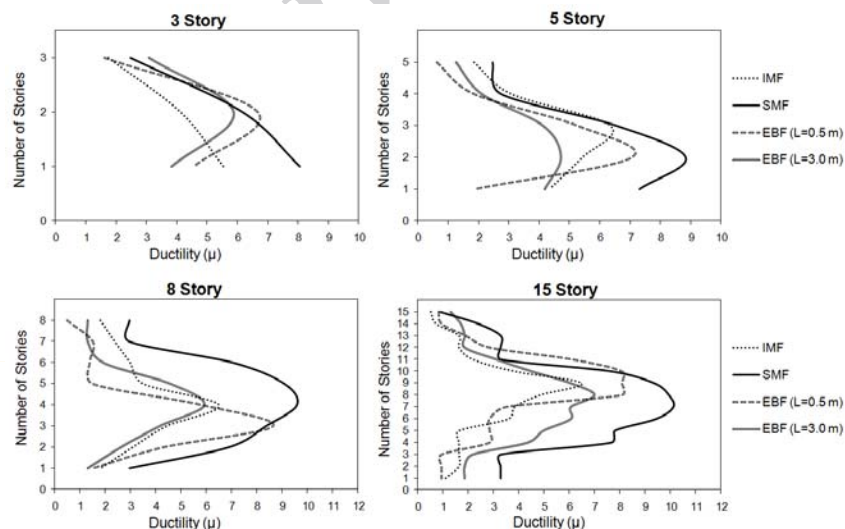 3 Story
3
2
1
0
Number of Stories
0 1 2 3 4 5 6 7 8 9 10
Ductility (μ)
5 Story
5
4
3
2
1
0
Number of Stories
0 1 2 3 4 5 6 7 8 9 10
Ductility (μ)
IMF
SMF
EBF (L=0.5 m)
EBF (L=3.0 m)
8 Story
8
7
6
5
4
3
2
1
0
Number of Stories
0 1 2 3 4 5 6 7 8 9 10 11 12
Ductility (μ)
15 Story
15
14
13
12
11
10
9
8
7
6
5
4
3
2
1
0
Number of Stories
0 1 2 3 4 5 6 7 8 9 10 11 12
Ductility (μ)
IMF
SMF
EBF (L=0.5 m)
EBF (L=3.0 m)